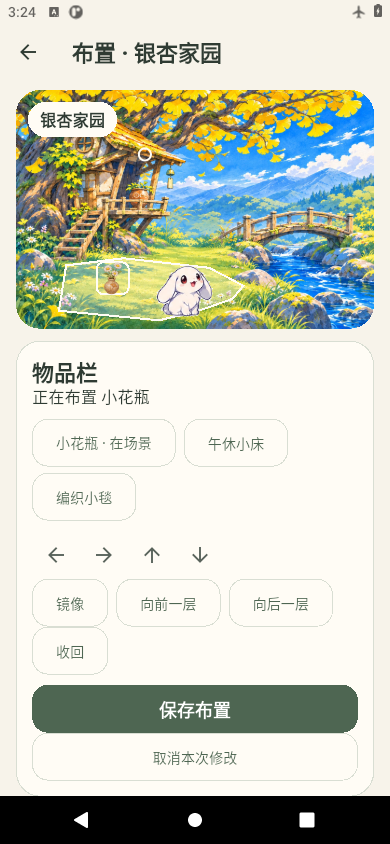 3:24
布置 · 银杏家园
银杏家园
物品栏
正在布置 小花瓶
小花瓶 · 在场景
午休小床
编织小毯
镜像
向前一层
向后一层
收回
保存布置
取消本次修改